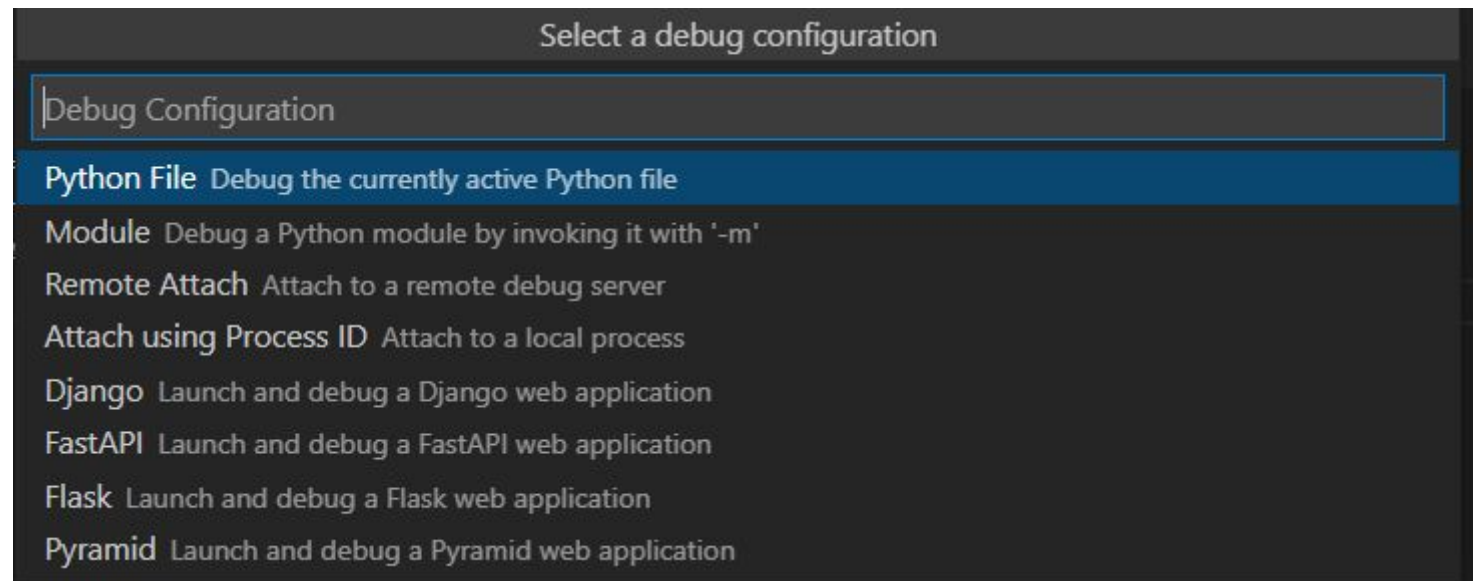 Select a debug configuration
Debug Configuration
Python File Debug the currently active Python file
Module Debug a Python module by invoking it with '-m'
Remote Attach Attach to a remote debug server
Attach using Process ID Attach to a local process
Django Launch and debug a Django web application
FastAPI Launch and debug a FastAPI web application
Flask Launch and debug a Flask web application
Pyramid Launch and debug a Pyramid web application